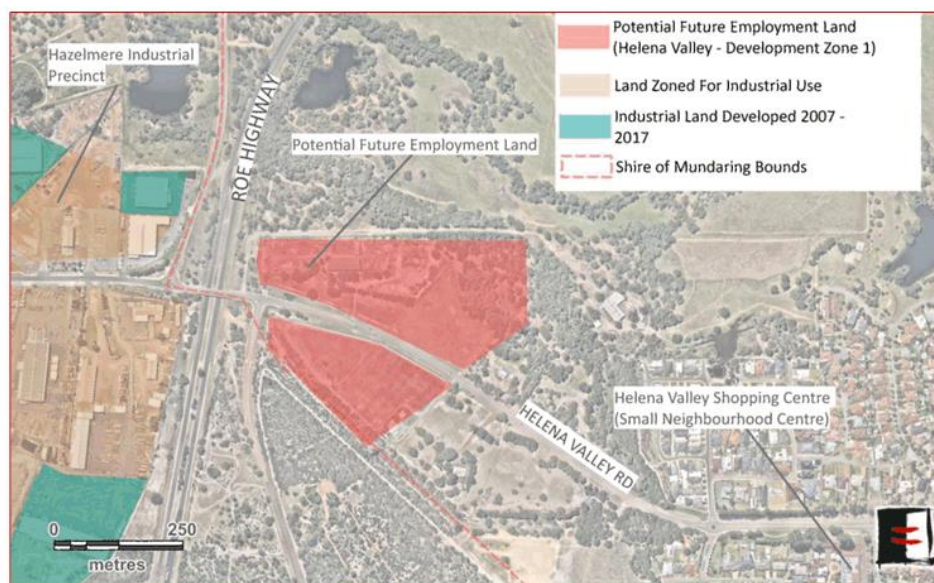 Hazelmere Industrial
Precinct
ROE HIGHWAY
Potential Future Employment Land
Potential Future Employment Land
(Helena Valley - Development Zone 1)
Land Zoned For Industrial Use
Industrial Land Developed 2007 -
2017
Shire of Mundaring Bounds
Helena Valley Shopping Centre
(Small Neighbourhood Centre)
HELENA VALLEY RD
0 250
metres